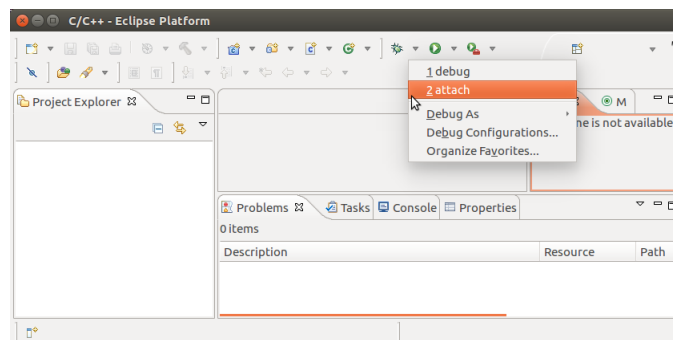 C/C++ - Eclipse Platform
1 debug
2 attach
Debug As
Debug Configurations...
Organize Favorites...
Project Explorer
M
ne is not available
Problems
Tasks
Console
Properties
0 items
Description
Resource
Path